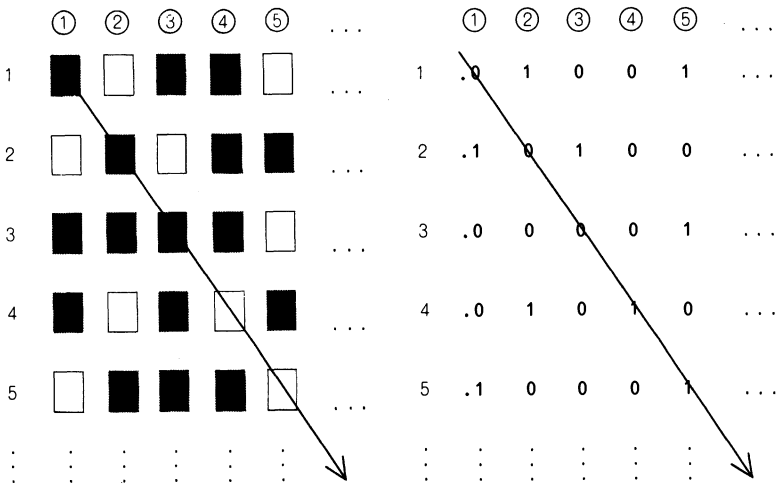 ① ② ③ ④ ⑤ ... ① ② ③ ④ ⑤ ...
1 ... 1 .0 1 0 0 1 ...
2 ... 2 .1 0 1 0 0 ...
3 ... 3 .0 0 0 0 1 ...
4 ... 4 .0 1 0 1 0 ...
5 ... 5 .1 0 0 0 1 ...